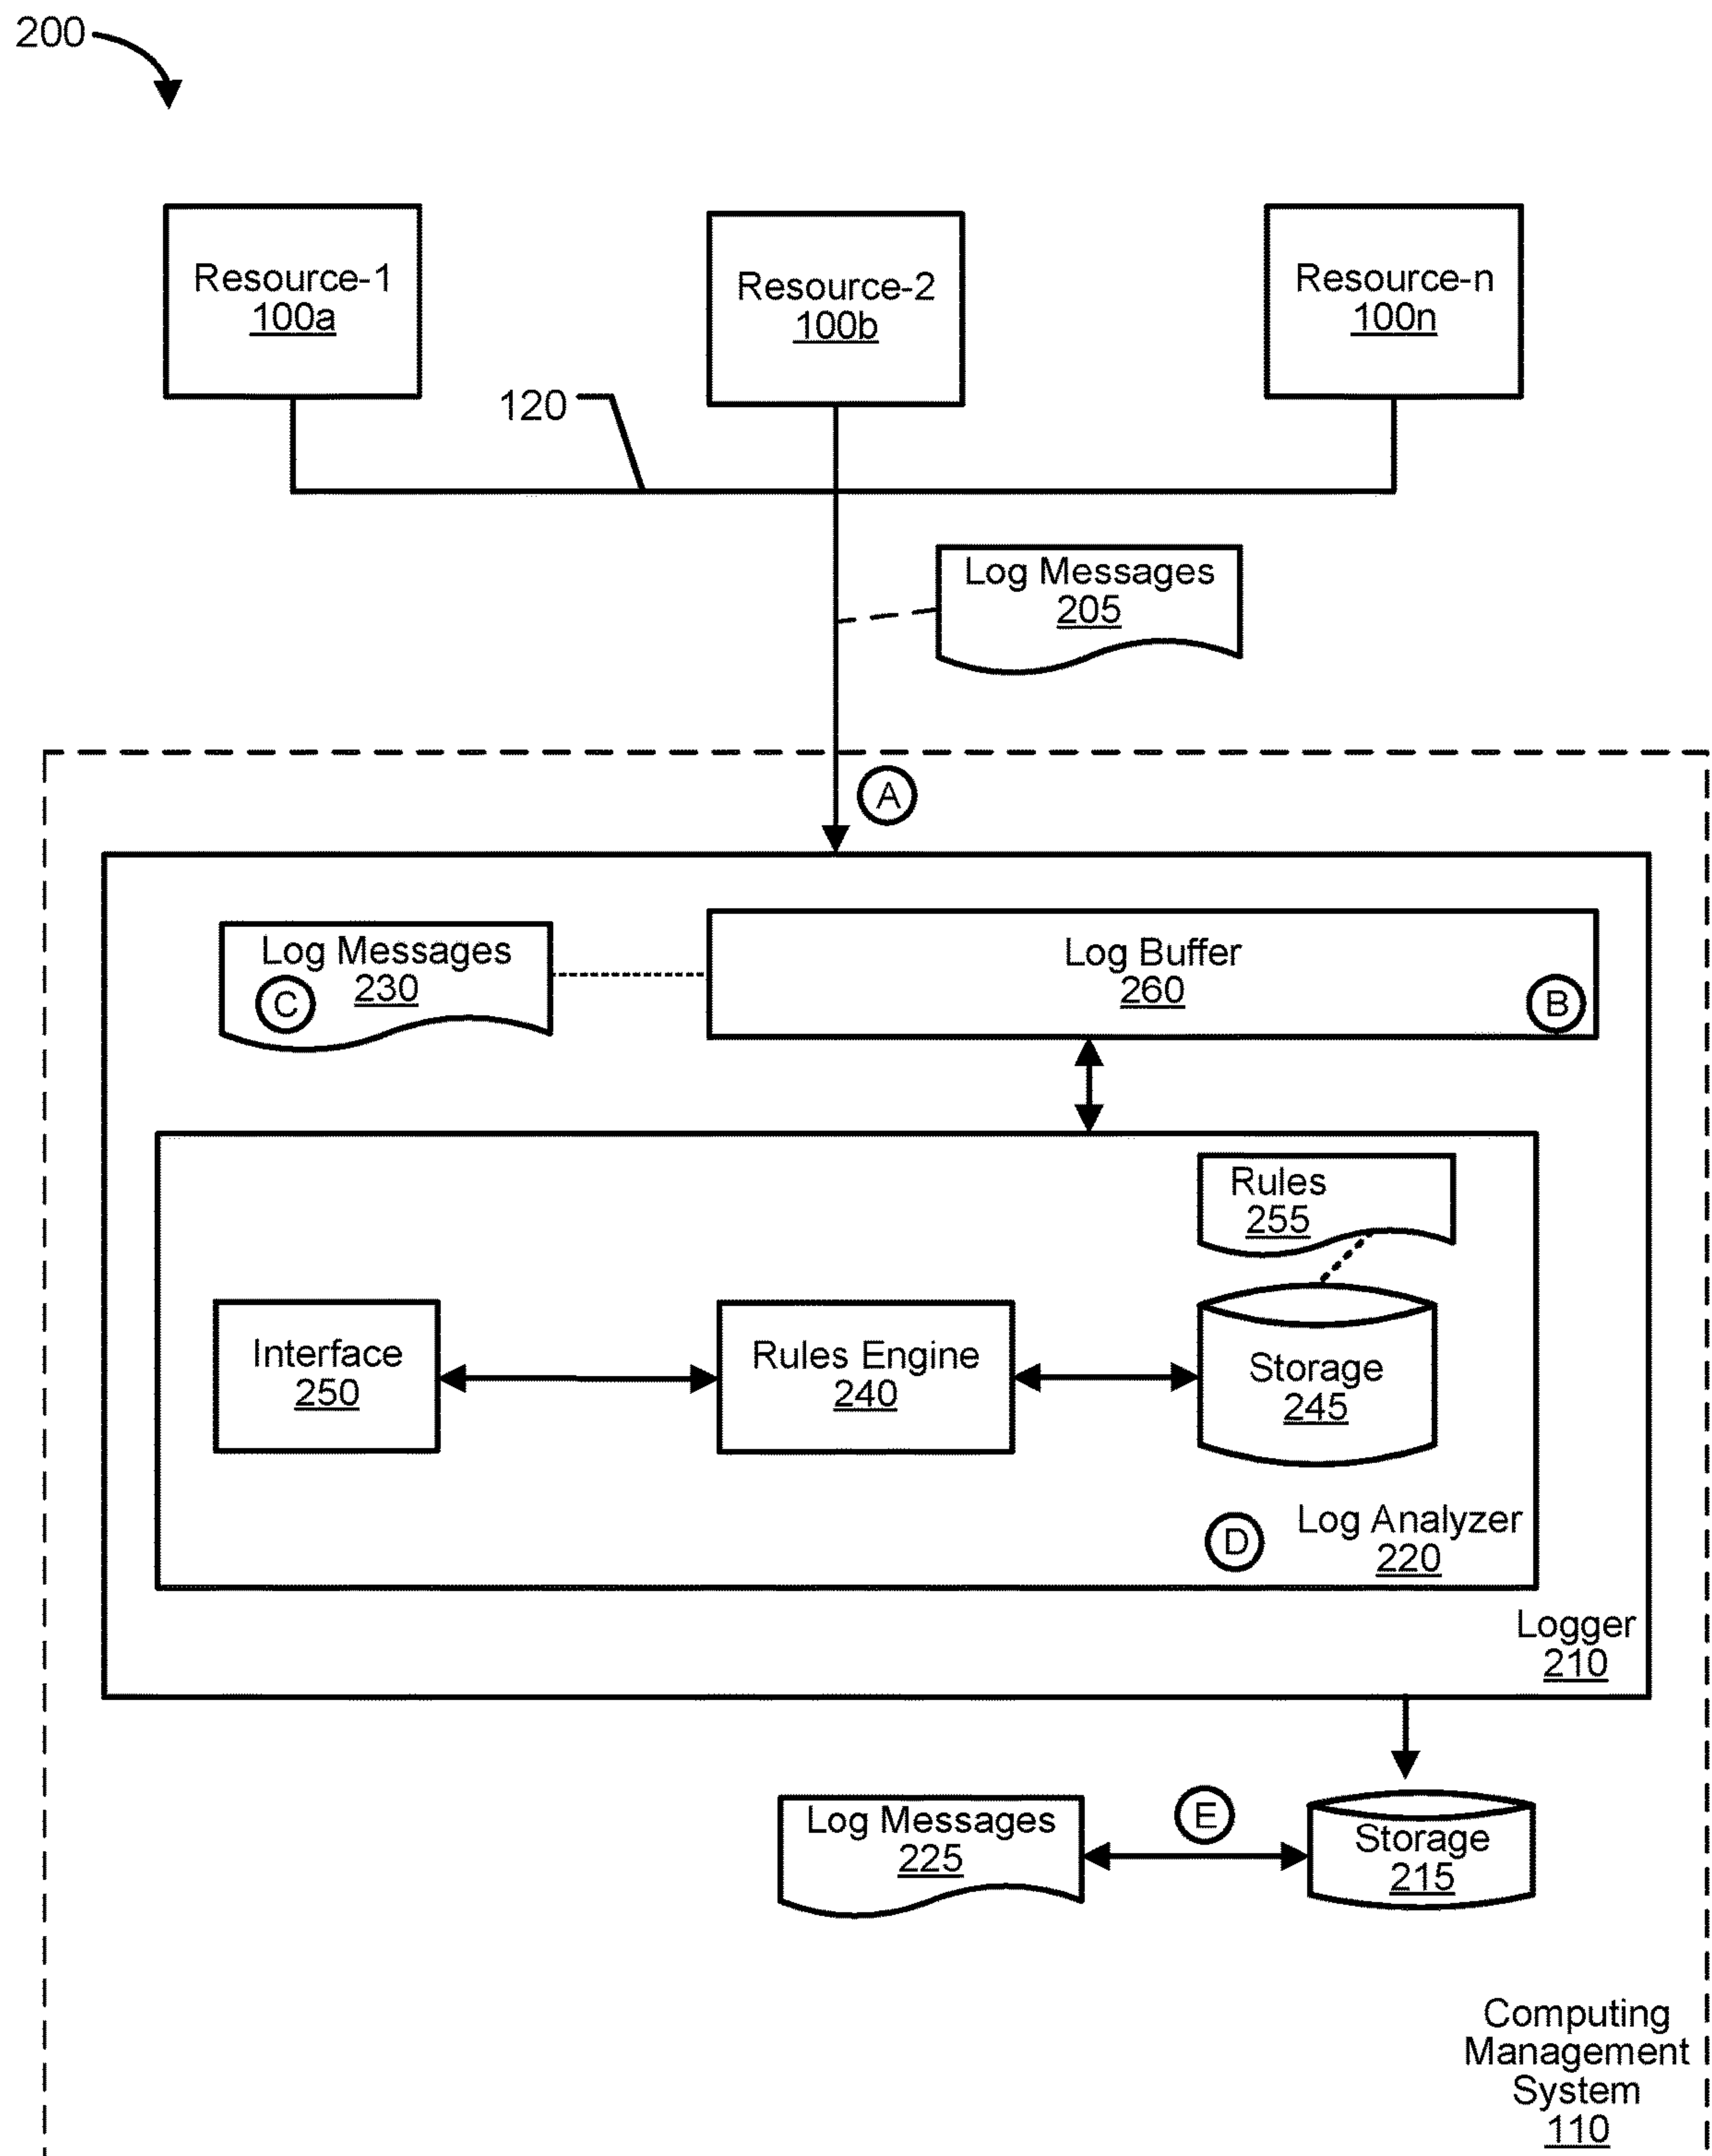 200
Resource-1
100a
Resource-2
100b
Resource-n
100n
120
Log Messages
205
A
Log Messages
230
C
Log Buffer
260
B
Rules
255
Interface
250
Rules Engine
240
Storage
245
D
Log Analyzer
220
Logger
210
Log Messages
225
E
Storage
215
Computing
Management
System
110